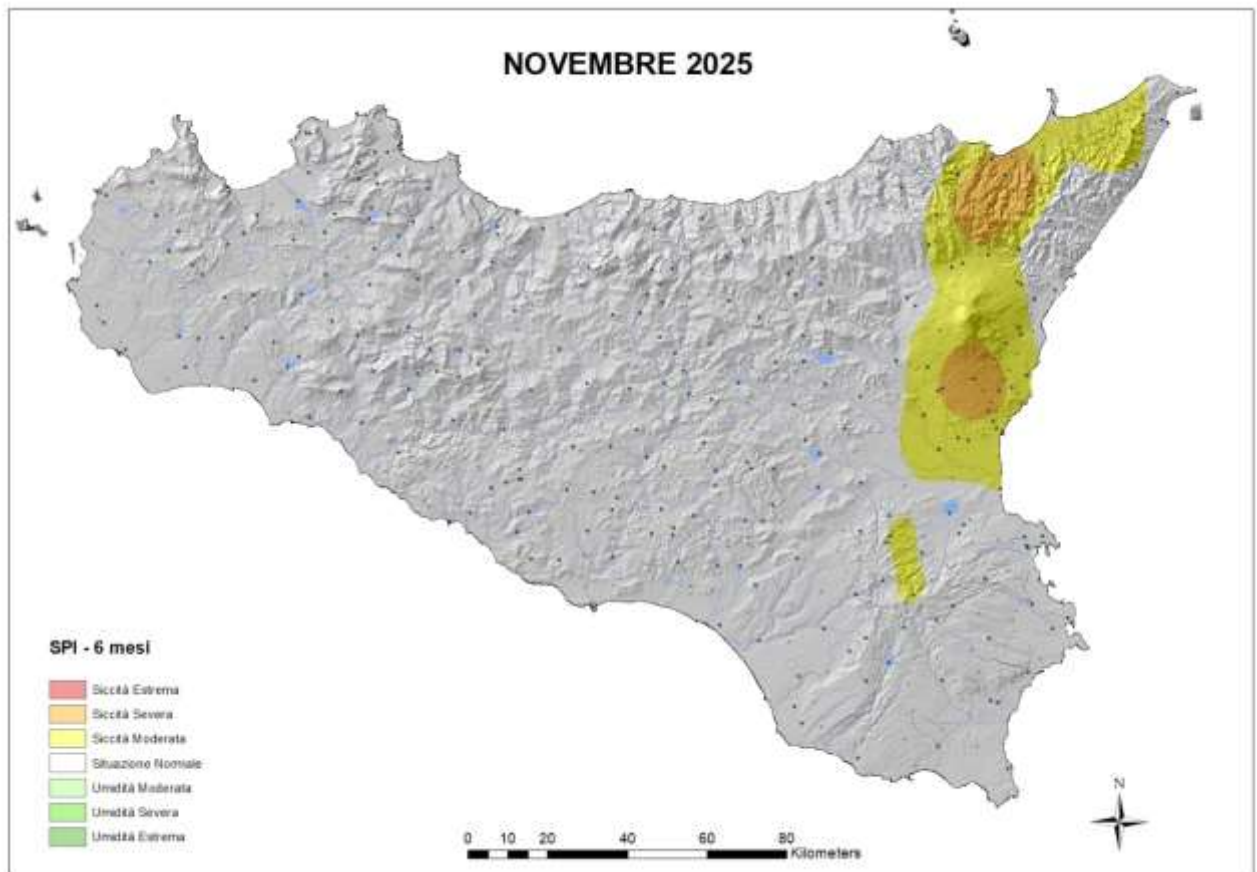 NOVEMBRE 2025
SPI - 6 mesi
Siccità Estrema
Siccità Severa
Siccità Moderata
Situazione Normale
Umidità Moderata
Umidità Severa
Umidità Estrema
0 10 20 40 60 80
Kilometers
N